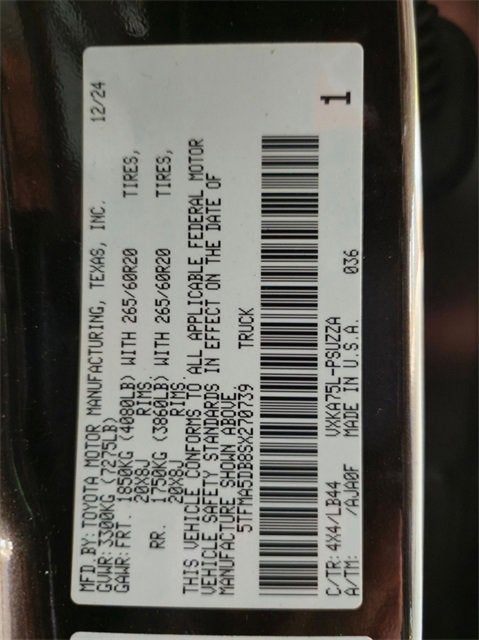 MFD.BY:TOYOTA MOTOR MANUFACTURING, TEXAS, INC. 12/24
GVWR: 3300KG (7275LB)
GAWR: FRT. 1850KG (4080LB) WITH 265/60R20 TIRES,
20X8J RIMS.
RR. 1750KG (3860LB) WITH 265/60R20 TIRES,
20X8J RIMS.
THIS VEHICLE CONFORMS TO ALL APPLICABLE FEDERAL MOTOR
VEHICLE SAFETY STANDARDS IN EFFECT ON THE DATE OF
MANUFACTURE SHOWN ABOVE.
5TFMA5DB8SX270739 TRUCK
1
C/TR: 4X4/LB44 VXKA75L-PSUZZA 036
A/TM: /AJA0F MADE IN U.S.A.